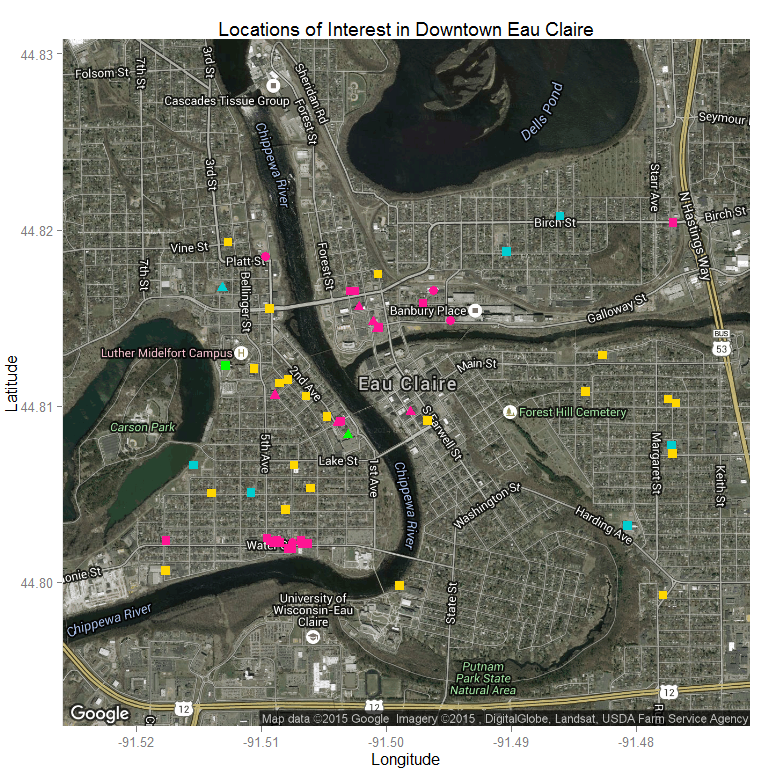 Locations of Interest in Downtown Eau Claire
44.83
44.82
44.81
44.80
Latitude
-91.52
-91.51
-91.50
-91.49
-91.48
Longitude
Folsom St
7th St
3rd St
Sheridan Rd
Forest St
Cascades Tissue Group
Chippewa River
Dells Pond
Seymour
3rd St
Starr Ave
N Hastings Way
Birch St
Birch St
Vine St
Platt St
7th St
Bellinger St
Forest St
Banbury Place
Galloway St
BUS
53
Luther Midelfort Campus
H
2nd Ave
Main St
Eau Claire
Forest Hill Cemetery
S Farwell St
Carson Park
5th Ave
Lake St
1st Ave
Chippewa River
Margaret St
Keith St
Washington St
Harding Ave
Water
onie St
State St
University of
Wisconsin-Eau
Claire
Chippewa River
Putnam
Park State
Natural Area
12
12
12
C
R
Google
Map data ©2015 Google Imagery ©2015 , DigitalGlobe, Landsat, USDA Farm Service Agency